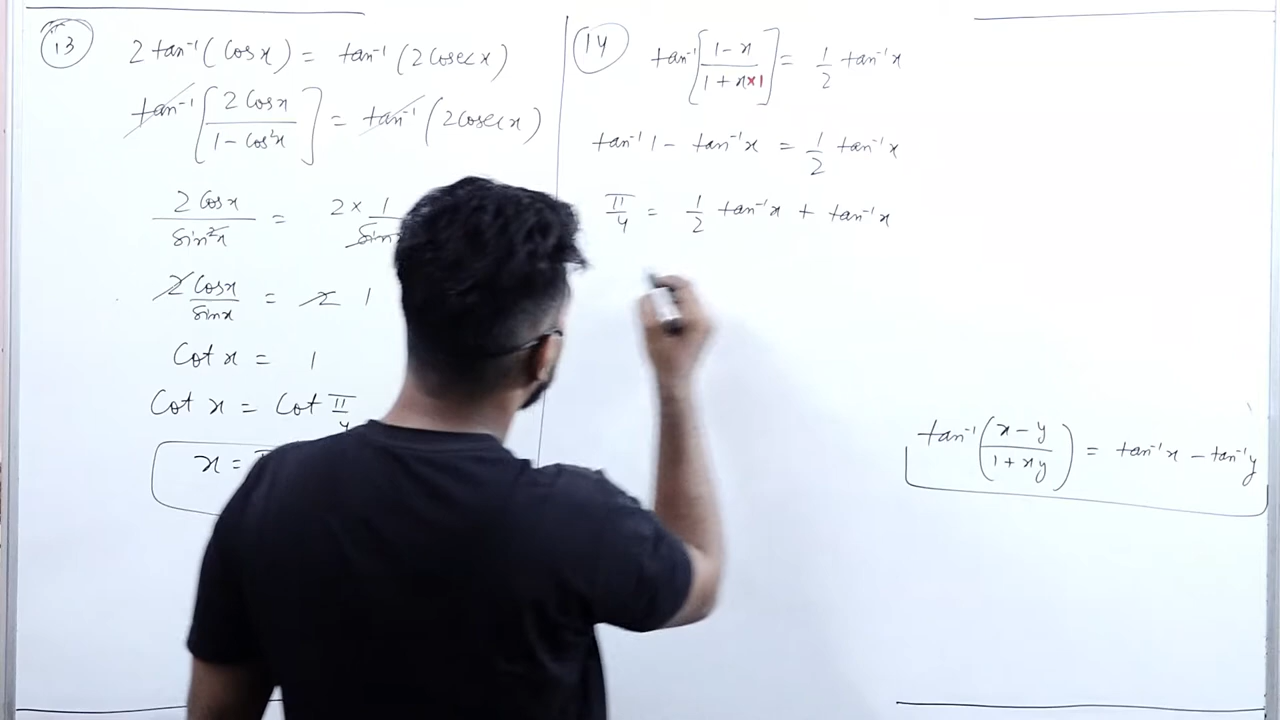 13
2 tan⁻¹ (Cos x) = tan⁻¹ (2 Cosec x)
tan⁻¹ [2 Cos x / 1 - Cos²x] = tan⁻¹ (2 Cosec x)
2 Cos x / Sin²x = 2 × 1 / Sin x
2 Cos x / Sin x = 2 1
Cot x = 1
Cot x = Cot π/4
x =
14
tan⁻¹ [1 - x / 1 + x × 1] = 1/2 tan⁻¹ x
tan⁻¹ 1 - tan⁻¹ x = 1/2 tan⁻¹ x
π/4 = 1/2 tan⁻¹ x + tan⁻¹ x
tan⁻¹ (x - y / 1 + xy) = tan⁻¹ x - tan⁻¹ y